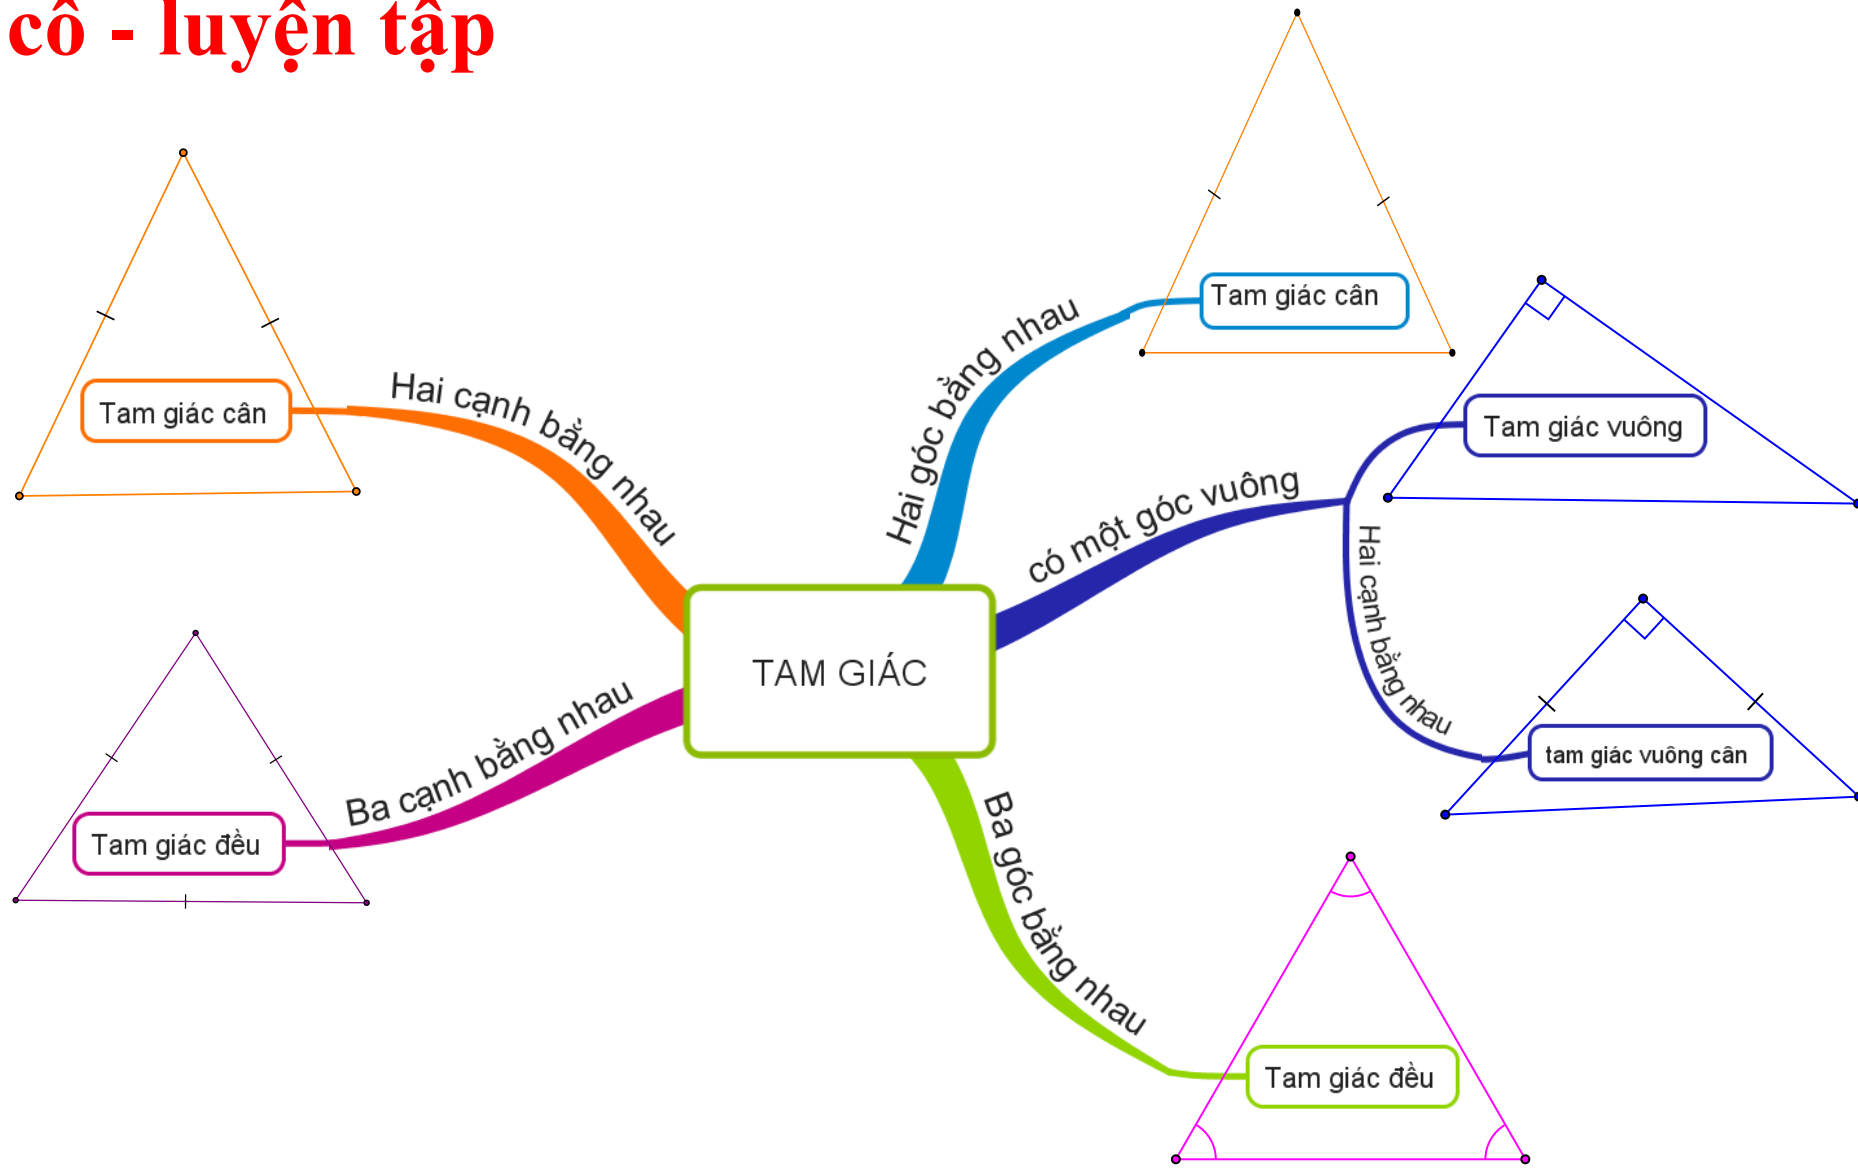 cố - luyện tập
Tam giác cân
Hai cạnh bằng nhau
Hai góc bằng nhau
Tam giác cân
có một góc vuông
Tam giác vuông
Hai cạnh bằng nhau
tam giác vuông cân
TAM GIÁC
Ba cạnh bằng nhau
Tam giác đều
Ba góc bằng nhau
Tam giác đều